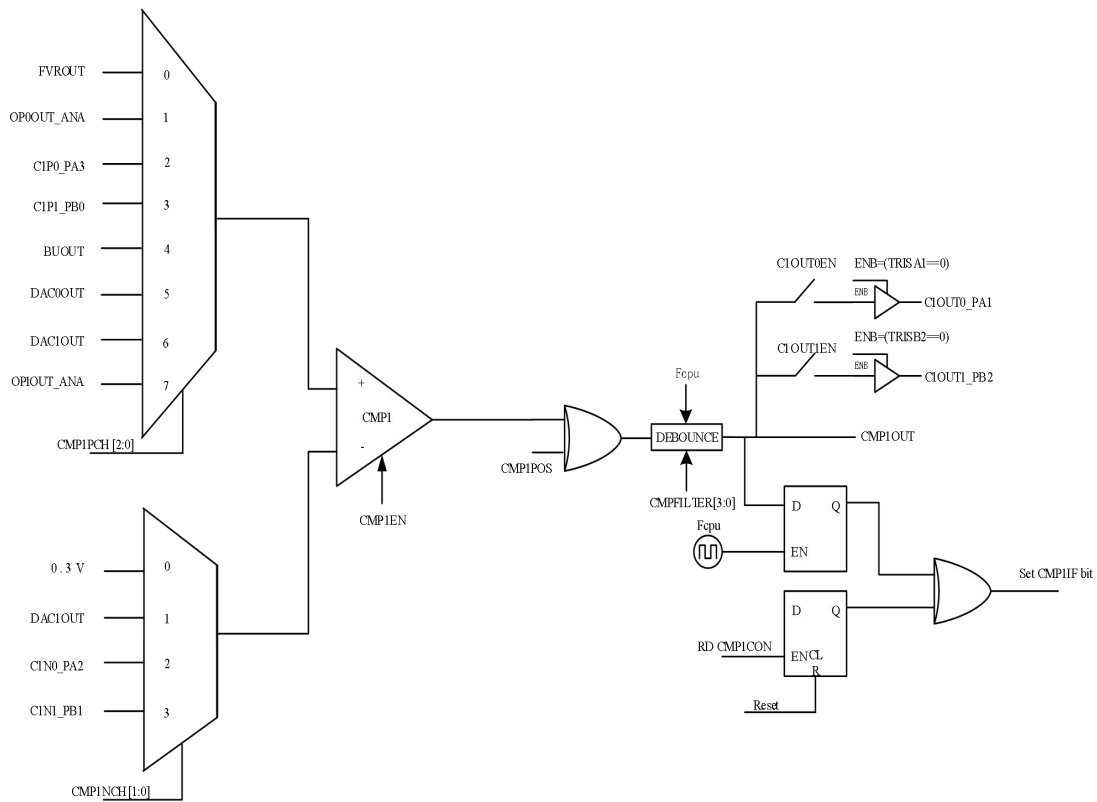 FVROUT
0
OP0OUT_ANA
1
C1P0_PA3
2
C1P1_PB0
3
BUOUT
4
DAC0OUT
5
DAC1OUT
6
OP1OUT_ANA
7
CMP1PCH [2:0]
+
CMP1
-
CMP1EN
CMP1POS
Fcpu
DEBOUNCE
CMPFILTER[3:0]
C1OUT0EN
ENB=(TRISA1==0)
ENB
C1OUT0_PA1
C1OUT1EN
ENB=(TRISB2==0)
ENB
C1OUT1_PB2
CMP1OUT
D
Q
Fcpu
EN
D
Q
RD CMP1CON
EN
CL
R
Reset
Set CMP1IF bit
0.3 V
0
DAC1OUT
1
C1N0_PA2
2
C1N1_PB1
3
CMP1NCH [1:0]